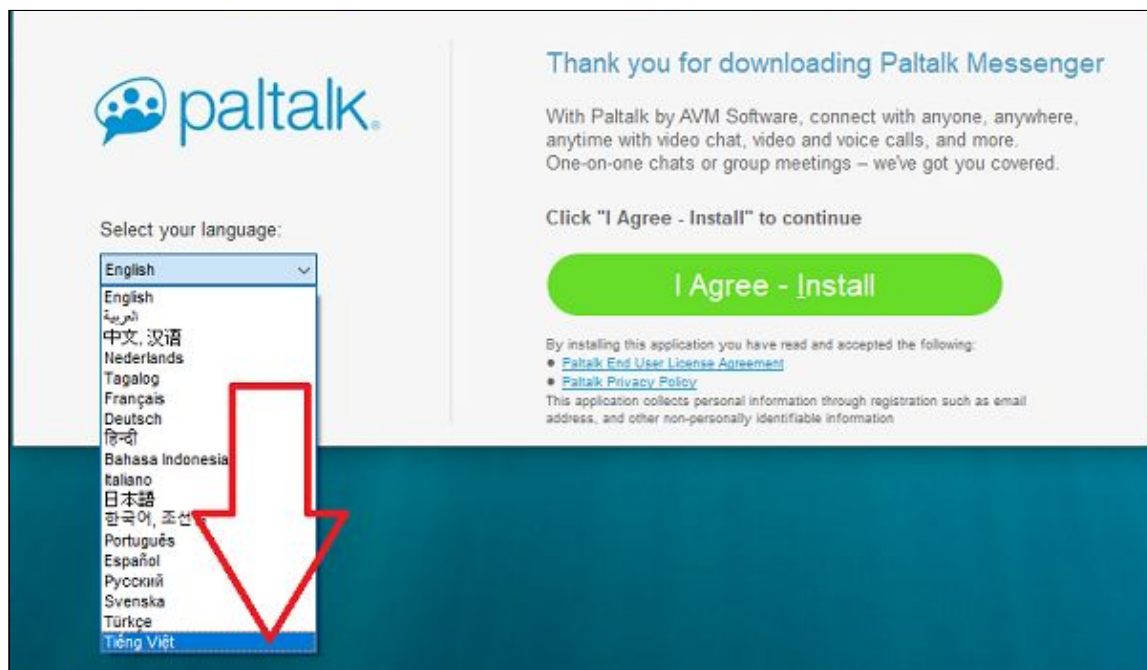 paltalk.
Select your language:
English
English
العربية
中文, 汉语
Nederlands
Tagalog
Français
Deutsch
हिन्दी
Bahasa Indonesia
Italiano
日本語
한국어, 조선
Português
Español
Русский
Svenska
Türkçe
Tiếng Việt
Thank you for downloading Paltalk Messenger
With Paltalk by AVM Software, connect with anyone, anywhere,
anytime with video chat, video and voice calls, and more.
One-on-one chats or group meetings – we've got you covered.
Click "I Agree - Install" to continue
I Agree - Install
By installing this application you have read and accepted the following:
● Paltalk End User License Agreement
● Paltalk Privacy Policy
This application collects personal information through registration such as email
address, and other non-personally identifiable information